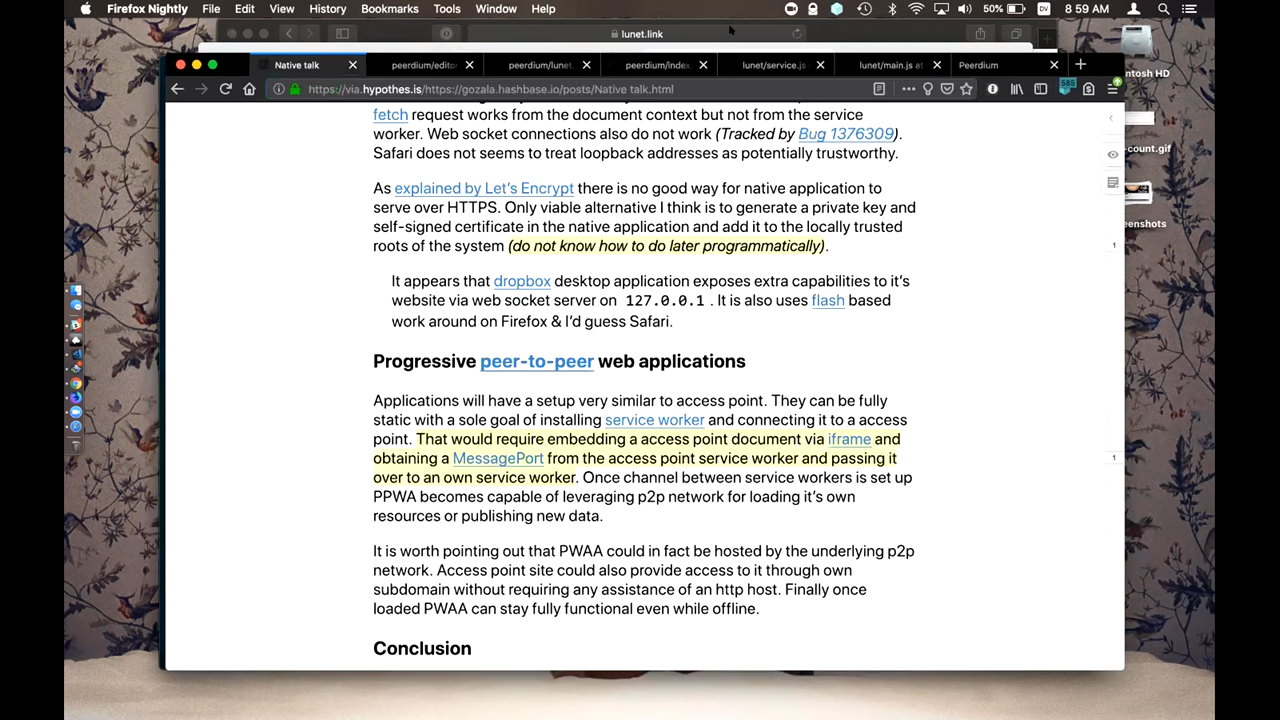 Firefox Nightly File Edit View History Bookmarks Tools Window Help 50% DV 8:59 AM
lunet.link
Native talk peerdium/editor peerdium/lunet. peerdium/index lunet/service.js lunet/main.js at Peerdium
https://via.hypothes.is/https://gozala.hashbase.io/posts/Native talk.html 585
fetch request works from the document context but not from the service
worker. Web socket connections also do not work (Tracked by Bug 1376309).
Safari does not seems to treat loopback addresses as potentially trustworthy.
As explained by Let's Encrypt there is no good way for native application to
serve over HTTPS. Only viable alternative I think is to generate a private key and
self-signed certificate in the native application and add it to the locally trusted
roots of the system (do not know how to do later programmatically).
It appears that dropbox desktop application exposes extra capabilities to it's
website via web socket server on 127.0.0.1 . It is also uses flash based
work around on Firefox & I'd guess Safari.
Progressive peer-to-peer web applications
Applications will have a setup very similar to access point. They can be fully
static with a sole goal of installing service worker and connecting it to a access
point. That would require embedding a access point document via iframe and
obtaining a MessagePort from the access point service worker and passing it
over to an own service worker. Once channel between service workers is set up
PPWA becomes capable of leveraging p2p network for loading it's own
resources or publishing new data.
It is worth pointing out that PWAA could in fact be hosted by the underlying p2p
network. Access point site could also provide access to it through own
subdomain without requiring any assistance of an http host. Finally once
loaded PWAA can stay fully functional even while offline.
Conclusion
1
1
ntosh HD
-count.gif
eenshots